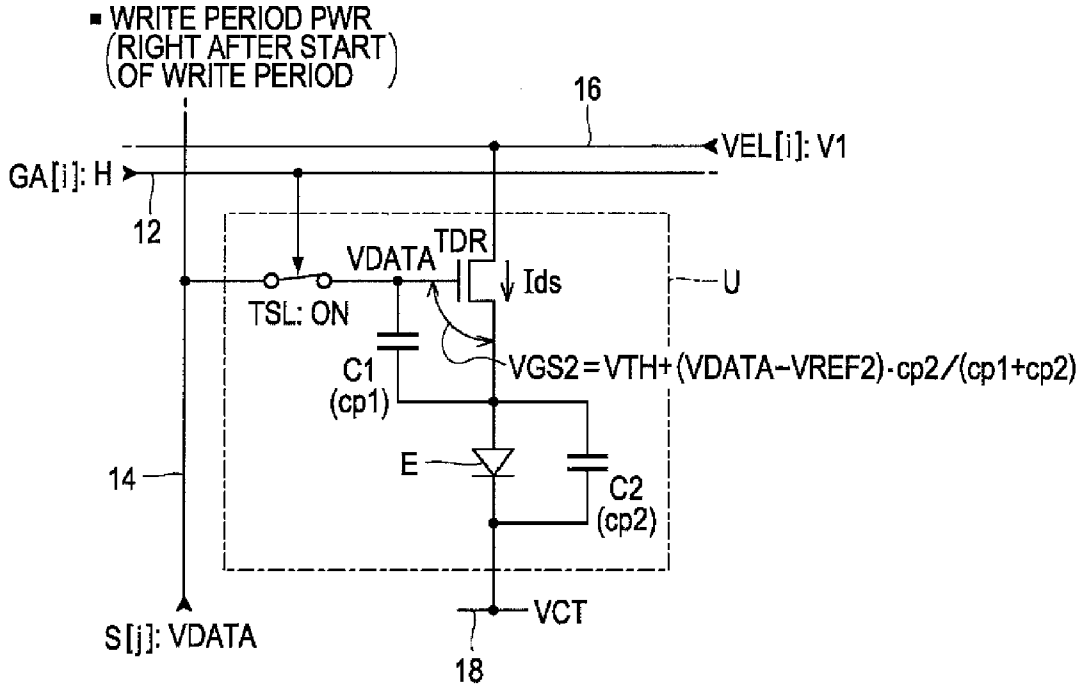 ■ WRITE PERIOD PWR
(RIGHT AFTER START
OF WRITE PERIOD)
16
VEL[i]: V1
GA[i]: H
12
TDR
VDATA
Ids
U
TSL: ON
VGS2=VTH+(VDATA-VREF2)·cp2/(cp1+cp2)
C1
(cp1)
E
14
C2
(cp2)
VCT
S[j]: VDATA
18